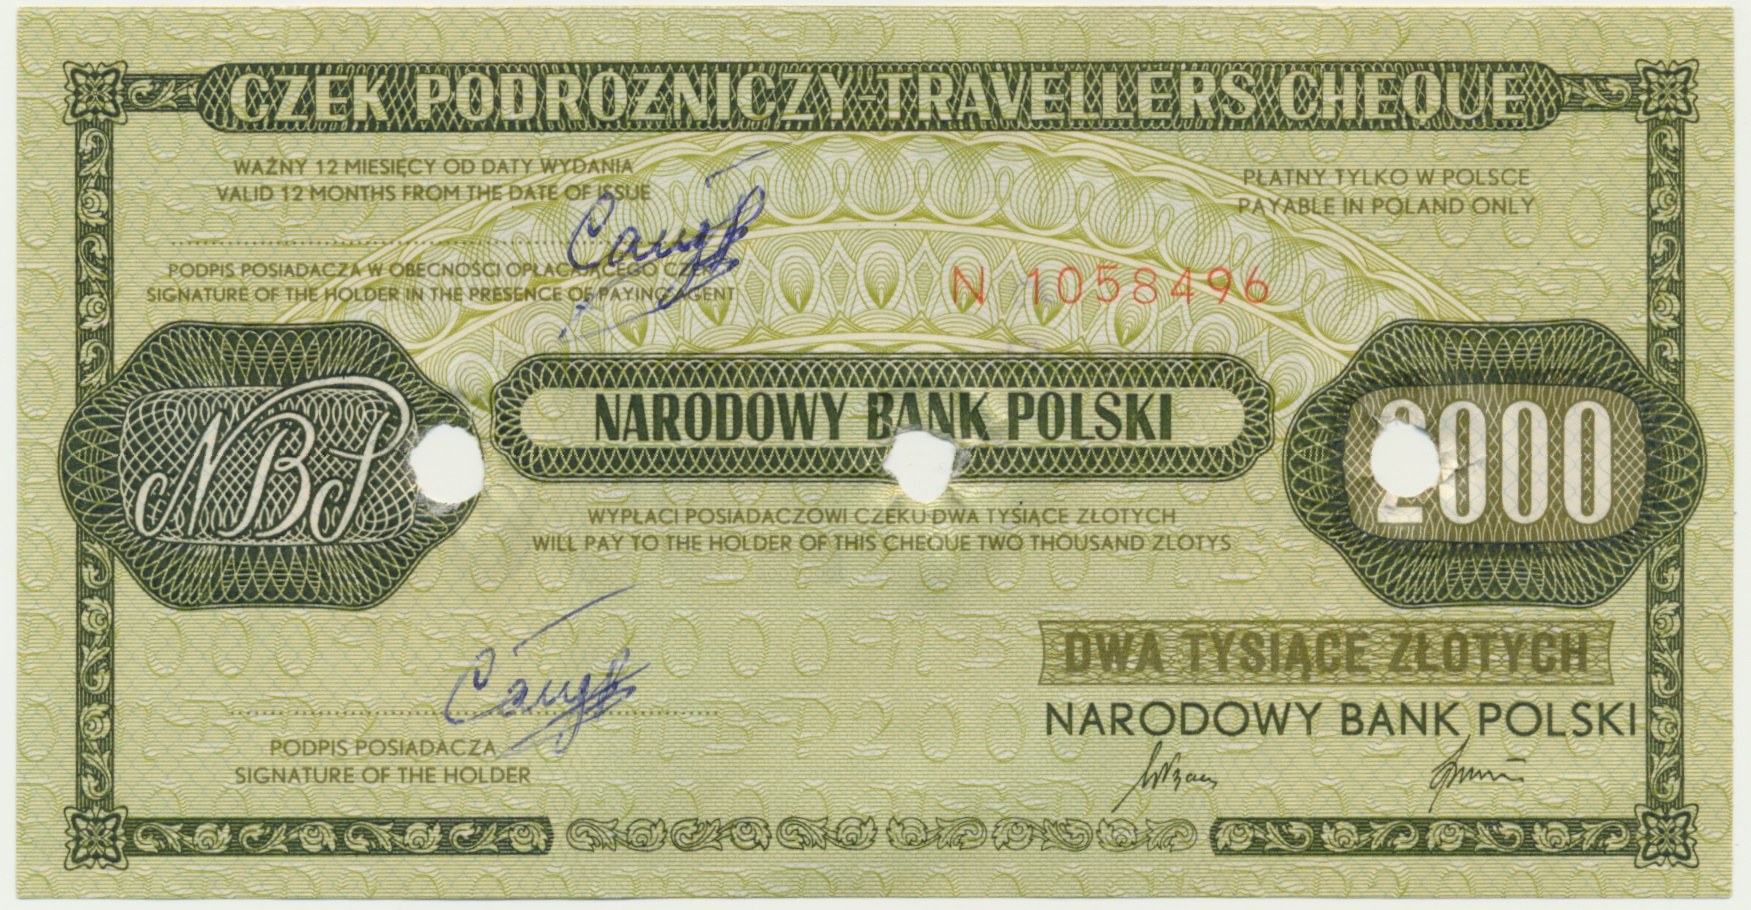 CZEK PODROZNICZY-TRAVELLERS CHEQUE
WAŻNY 12 MIESIĘCY OD DATY WYDANIA
VALID 12 MONTHS FROM THE DATE OF ISSUE
PŁATNY TYLKO W POLSCE
PAYABLE IN POLAND ONLY
PODPIS POSIADACZA W OBECNOŚCI OPŁACAJĄCEGO CZEK
SIGNATURE OF THE HOLDER IN THE PRESENCE OF PAYING AGENT
N 1058496
NBP
NARODOWY BANK POLSKI
2000
WYPŁACI POSIADACZOWI CZEKU DWA TYSIĄCE ZŁOTYCH
WILL PAY TO THE HOLDER OF THIS CHEQUE TWO THOUSAND ZLOTYS
DWA TYSIĄCE ZŁOTYCH
NARODOWY BANK POLSKI
PODPIS POSIADACZA
SIGNATURE OF THE HOLDER